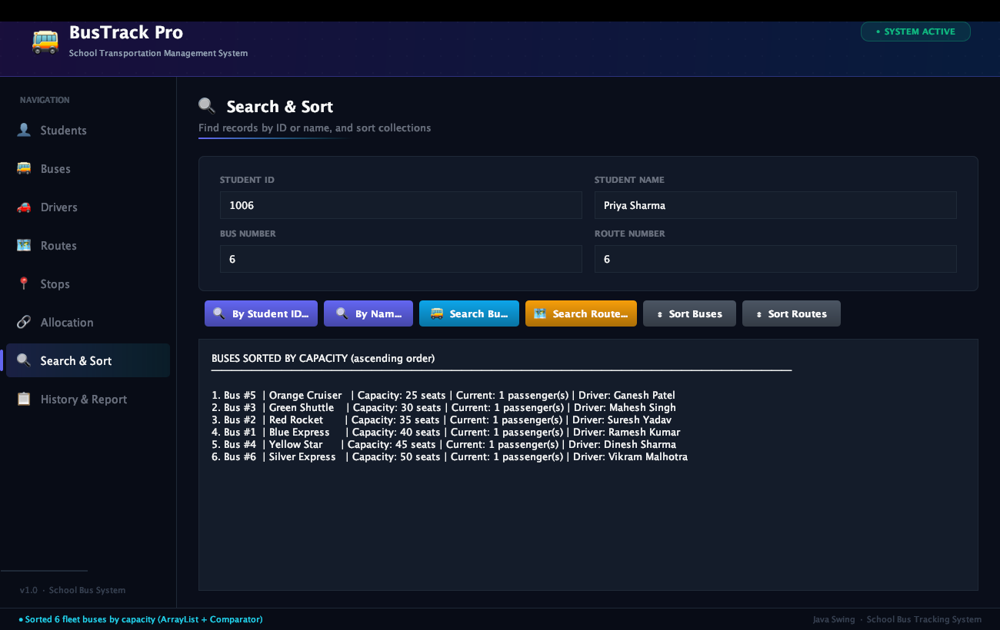 BusTrack Pro
School Transportation Management System
• SYSTEM ACTIVE
NAVIGATION
Students
Buses
Drivers
Routes
Stops
Allocation
Search & Sort
History & Report
v1.0 · School Bus System
Search & Sort
Find records by ID or name, and sort collections
STUDENT ID
STUDENT NAME
1006
Priya Sharma
BUS NUMBER
ROUTE NUMBER
6
6
By Student ID...
By Nam...
Search Bu...
Search Route...
Sort Buses
Sort Routes
BUSES SORTED BY CAPACITY (ascending order)
1. Bus #5 | Orange Cruiser | Capacity: 25 seats | Current: 1 passenger(s) | Driver: Ganesh Patel
2. Bus #3 | Green Shuttle | Capacity: 30 seats | Current: 1 passenger(s) | Driver: Mahesh Singh
3. Bus #2 | Red Rocket | Capacity: 35 seats | Current: 1 passenger(s) | Driver: Suresh Yadav
4. Bus #1 | Blue Express | Capacity: 40 seats | Current: 1 passenger(s) | Driver: Ramesh Kumar
5. Bus #4 | Yellow Star | Capacity: 45 seats | Current: 1 passenger(s) | Driver: Dinesh Sharma
6. Bus #6 | Silver Express | Capacity: 50 seats | Current: 1 passenger(s) | Driver: Vikram Malhotra
• Sorted 6 fleet buses by capacity (ArrayList + Comparator)
Java Swing · School Bus Tracking System